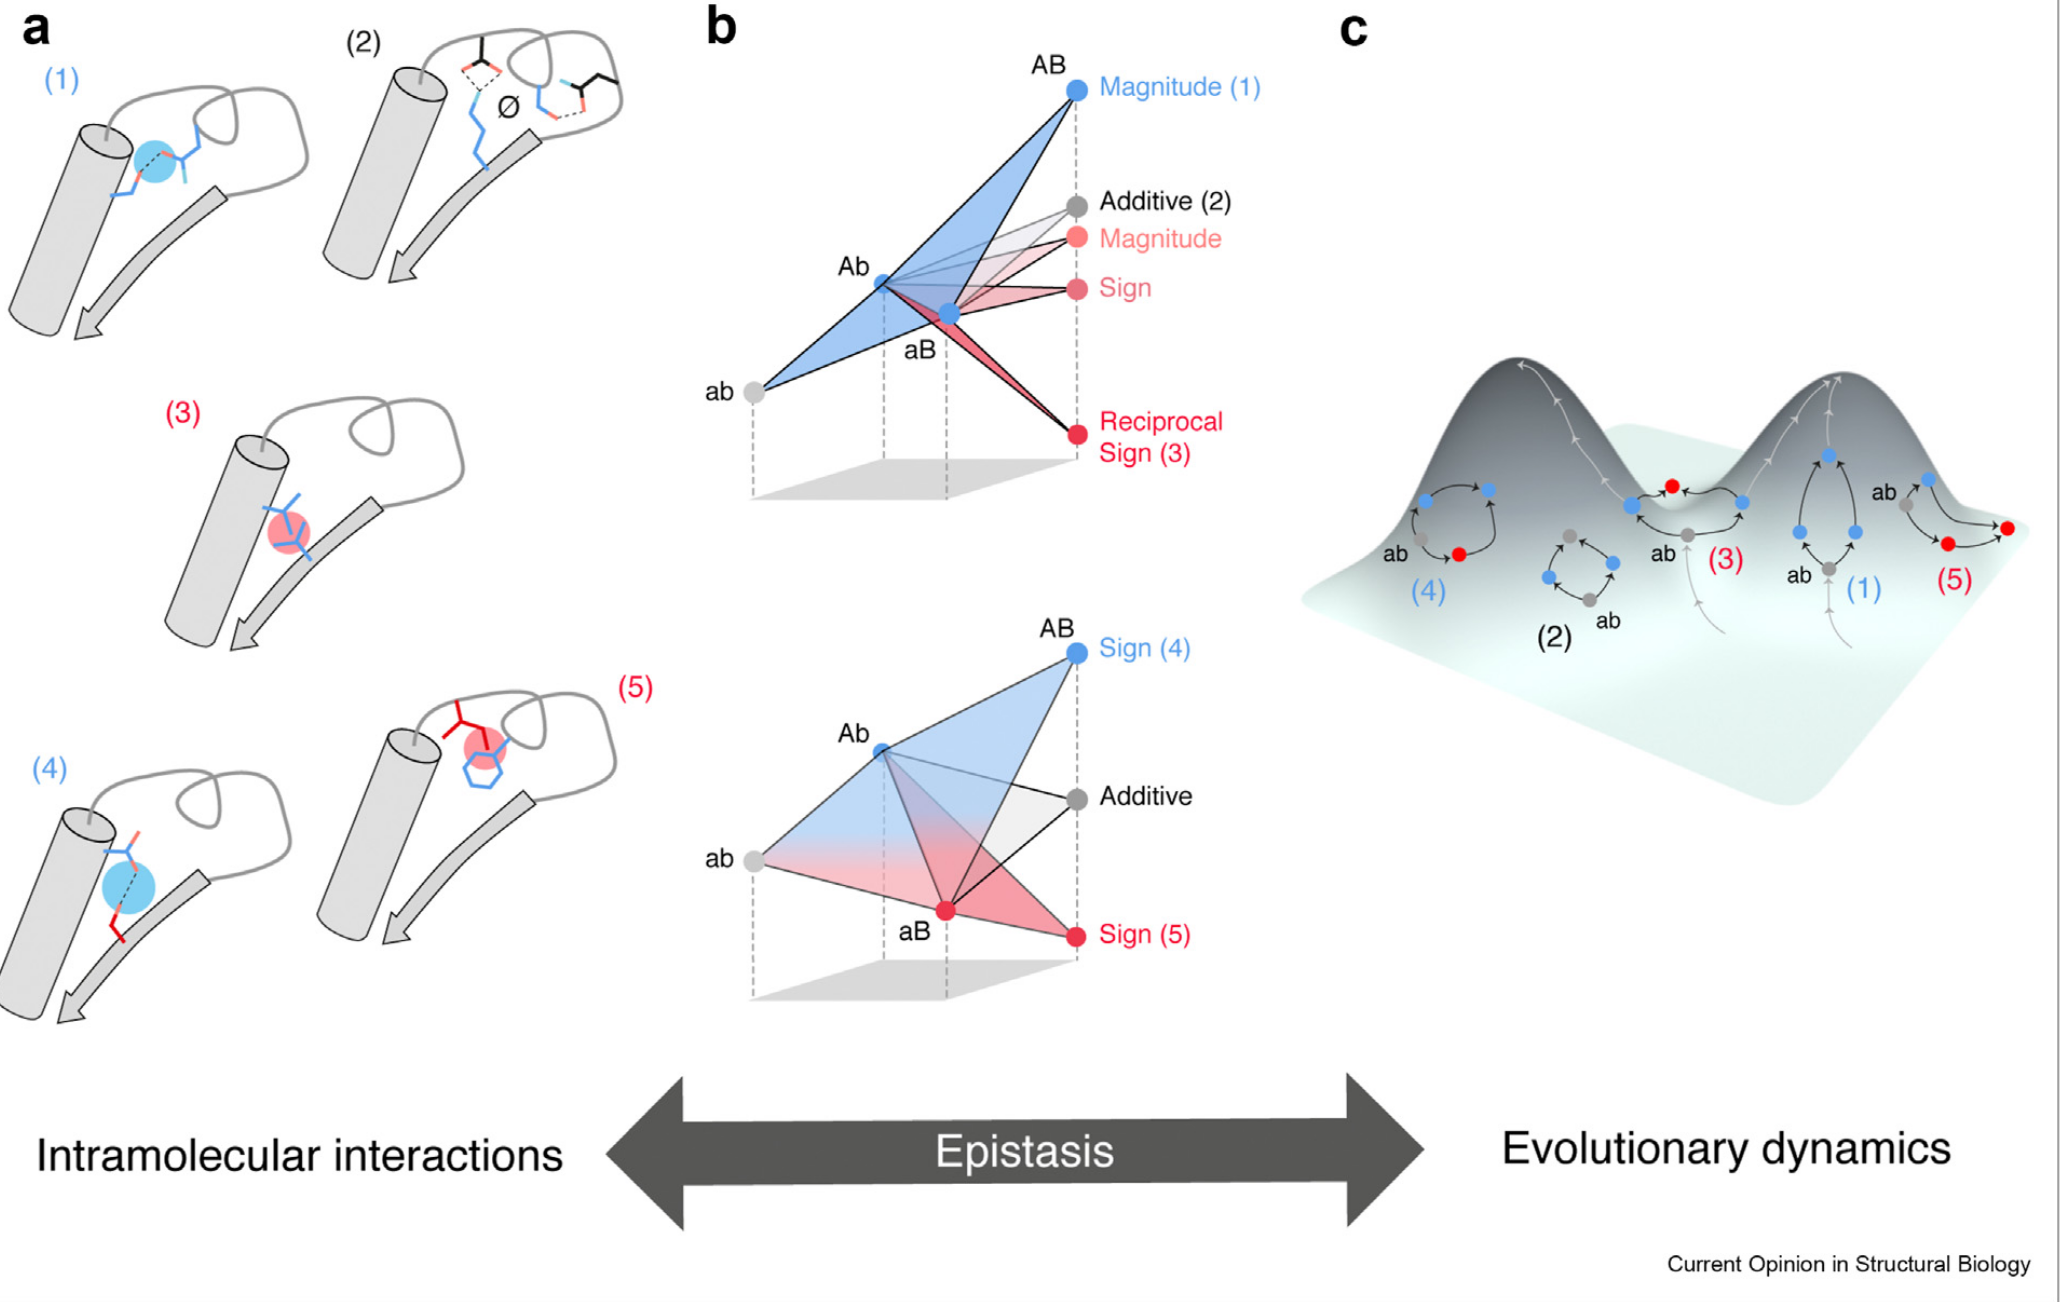 a
(1)
(2)
Ø
(3)
(4)
(5)
b
AB
Magnitude (1)
Additive (2)
Magnitude
Sign
Ab
aB
ab
Reciprocal
Sign (3)
AB
Sign (4)
Ab
Additive
ab
aB
Sign (5)
c
ab
(4)
(2)
ab
ab
(3)
ab
(1)
ab
(5)
Intramolecular interactions
Epistasis
Evolutionary dynamics
Current Opinion in Structural Biology